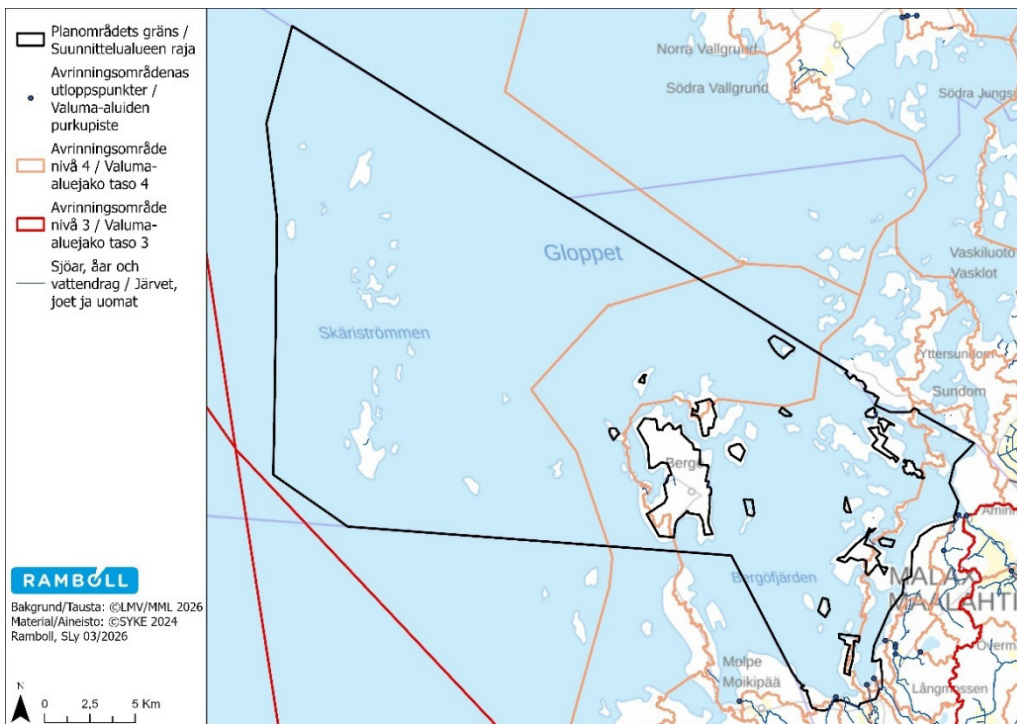 Planområdets gräns /
Suunnittelualueen raja
Avrinningsområdenas
utloppspunkter /
Valuma-aluiden
purkupiste
Avrinningsområde
nivå 4 / Valuma-
aluejako taso 4
Avrinningsområde
nivå 3 / Valuma-
aluejako taso 3
Sjöar, åar och
vattendrag / Järvet,
joet ja uomat
RAMBOLL
Bakgrund/Tausta: ©LMV/MML 2026
Material/Aineisto: ©SYKE 2024
Ramboll, SLy 03/2026
N
0 2,5 5 Km
Norra Vallgrund
Södra Vallgrund
Södra Jungsu
Gloppet
Vaskiluoto
Vasklot
Skäriströmmen
Yttersundom
Sundom
Bergö
Åminn
Bergöfjärden
MALAX
MAALAHTI
Överma
Molpe
Moikipää
Långmossen